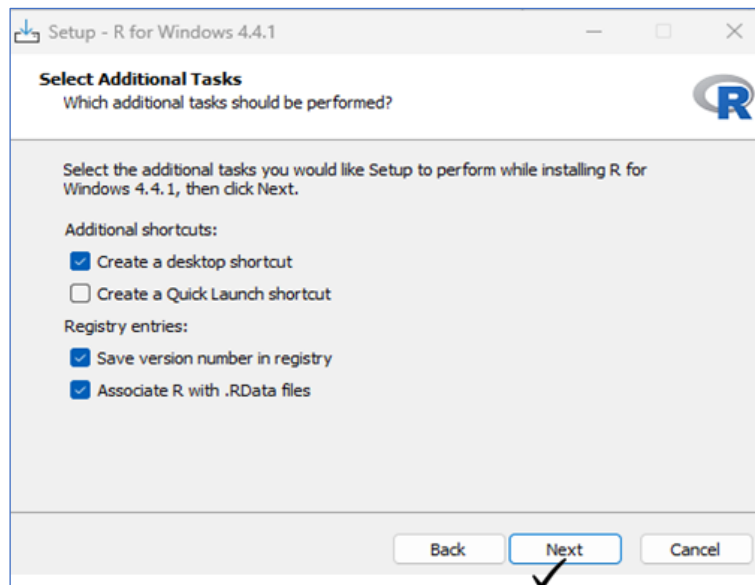 Setup - R for Windows 4.4.1
Select Additional Tasks
Which additional tasks should be performed?
R
Select the additional tasks you would like Setup to perform while installing R for
Windows 4.4.1, then click Next.
Additional shortcuts:
Create a desktop shortcut
Create a Quick Launch shortcut
Registry entries:
Save version number in registry
Associate R with .RData files
Back Next Cancel